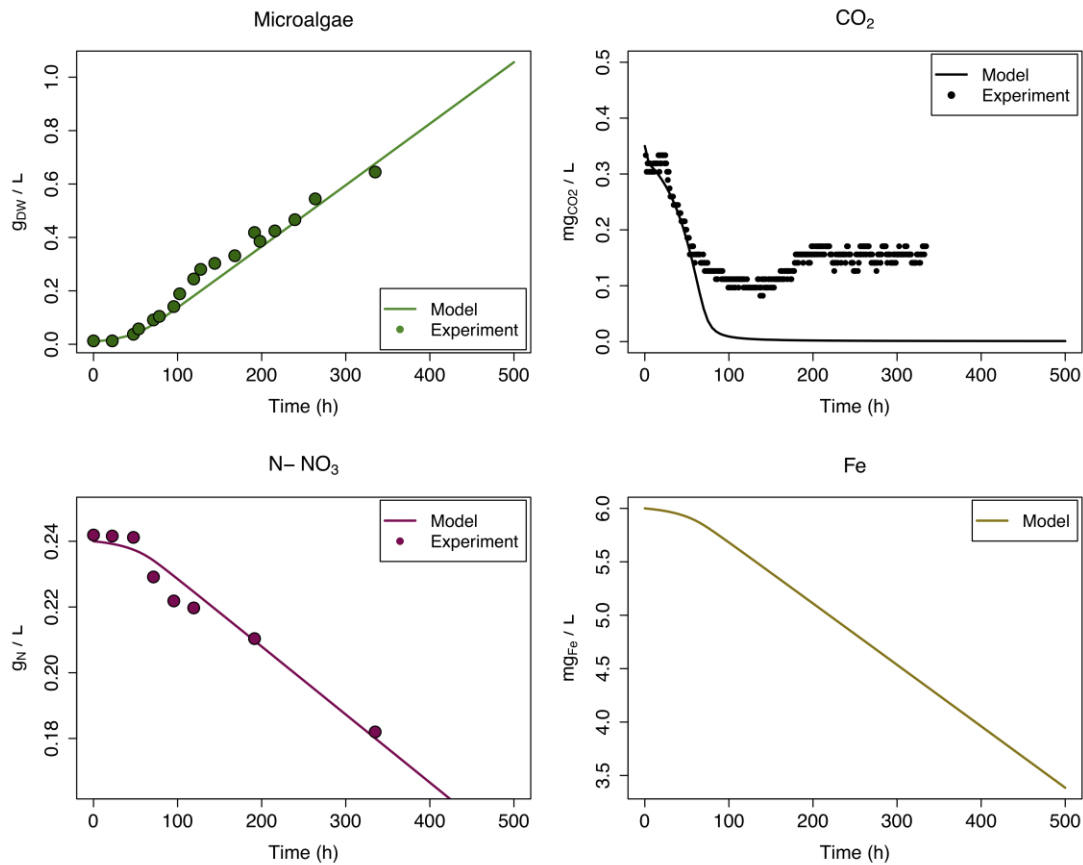 Microalgae
g_DW / L
1.0
0.8
0.6
0.4
0.2
0.0
Model
Experiment
0 100 200 300 400 500
Time (h)
CO₂
mg_CO2 / L
0.5
0.4
0.3
0.2
0.1
0.0
Model
Experiment
0 100 200 300 400 500
Time (h)
N− NO₃
g_N / L
0.24
0.22
0.20
0.18
Model
Experiment
0 100 200 300 400 500
Time (h)
Fe
mg_Fe / L
6.0
5.5
5.0
4.5
4.0
3.5
Model
0 100 200 300 400 500
Time (h)